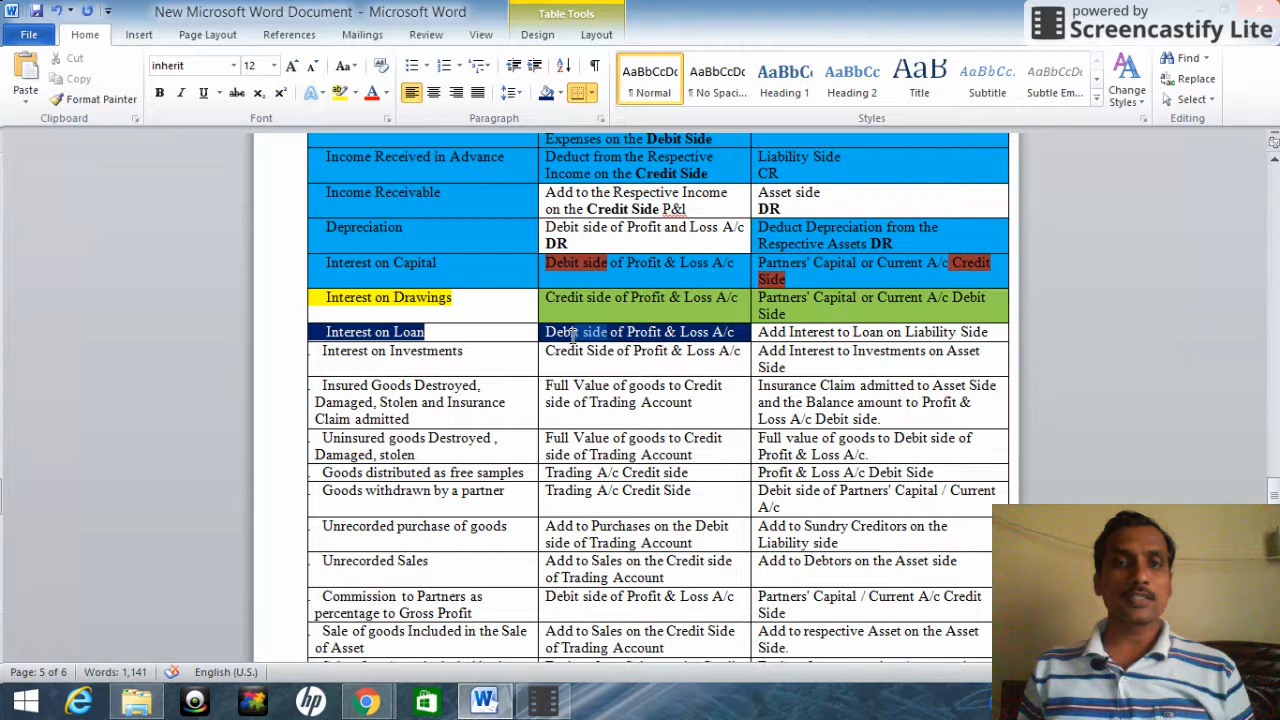 New Microsoft Word Document - Microsoft Word
Table Tools
powered by
Screencastify Lite
File
Home
Insert
Page Layout
References
Mailings
Review
View
Design
Layout
Cut
Copy
Format Painter
Paste
Clipboard
inherit
12
Font
Paragraph
AaBbCcDc
¶ Normal
AaBbCcDc
¶ No Spaci...
AaBbCc
Heading 1
AaBbCc
Heading 2
AaB
Title
AaBbCc.
Subtitle
AaBbCcDc
Subtle Em...
Styles
Change
Styles
Find
Replace
Select
Editing
Expenses on the Debit Side
Income Received in Advance
Deduct from the Respective
Income on the Credit Side
Liability Side
CR
Income Receivable
Add to the Respective Income
on the Credit Side P&l
Asset side
DR
Depreciation
Debit side of Profit and Loss A/c
DR
Deduct Depreciation from the
Respective Assets DR
Interest on Capital
Debit side of Profit & Loss A/c
Partners' Capital or Current A/c Credit
Side
Interest on Drawings
Credit side of Profit & Loss A/c
Partners' Capital or Current A/c Debit
Side
Interest on Loan
Debit side of Profit & Loss A/c
Add Interest to Loan on Liability Side
Interest on Investments
Credit Side of Profit & Loss A/c
Add Interest to Investments on Asset
Side
Insured Goods Destroyed,
Damaged, Stolen and Insurance
Claim admitted
Full Value of goods to Credit
side of Trading Account
Insurance Claim admitted to Asset Side
and the Balance amount to Profit &
Loss A/c Debit side.
Uninsured goods Destroyed ,
Damaged, stolen
Full Value of goods to Credit
side of Trading Account
Full value of goods to Debit side of
Profit & Loss A/c.
Goods distributed as free samples
Trading A/c Credit side
Profit & Loss A/c Debit Side
Goods withdrawn by a partner
Trading A/c Credit Side
Debit side of Partners' Capital / Current
A/c
Unrecorded purchase of goods
Add to Purchases on the Debit
side of Trading Account
Add to Sundry Creditors on the
Liability side
Unrecorded Sales
Add to Sales on the Credit side
of Trading Account
Add to Debtors on the Asset side
Commission to Partners as
percentage to Gross Profit
Debit side of Profit & Loss A/c
Partners' Capital / Current A/c Credit
Side
Sale of goods Included in the Sale
of Asset
Add to Sales on the Credit Side
of Trading Account
Add to respective Asset on the Asset
Side.
Page: 5 of 6
Words: 1,141
English (U.S.)